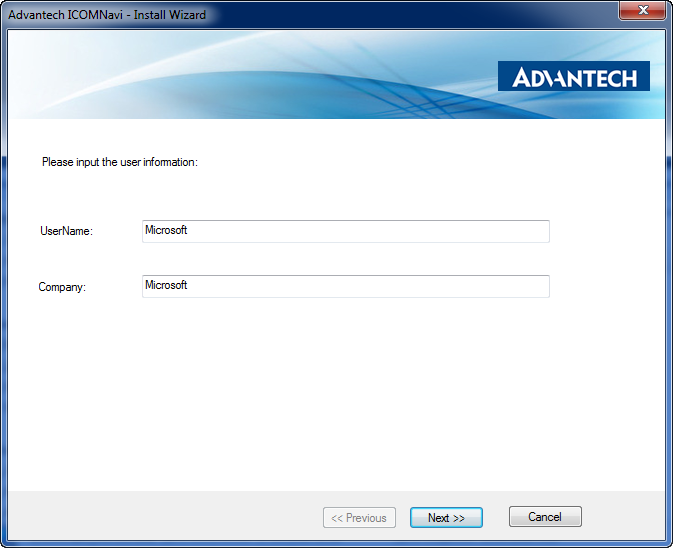 Advantech ICOMNavi - Install Wizard
ADVANTECH
Please input the user information:
UserName: Microsoft
Company: Microsoft
<< Previous Next >> Cancel